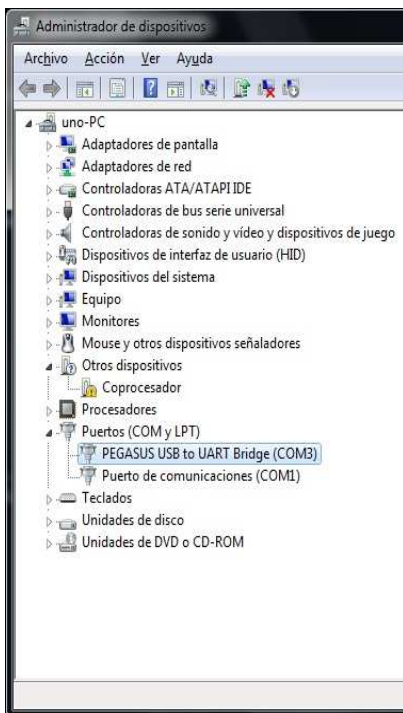 Administrador de dispositivos
Archivo Acción Ver Ayuda
uno-PC
Adaptadores de pantalla
Adaptadores de red
Controladoras ATA/ATAPI IDE
Controladoras de bus serie universal
Controladoras de sonido y vídeo y dispositivos de juego
Dispositivos de interfaz de usuario (HID)
Dispositivos del sistema
Equipo
Monitores
Mouse y otros dispositivos señaladores
Otros dispositivos
Coprocesador
Procesadores
Puertos (COM y LPT)
PEGASUS USB to UART Bridge (COM3)
Puerto de comunicaciones (COM1)
Teclados
Unidades de disco
Unidades de DVD o CD-ROM